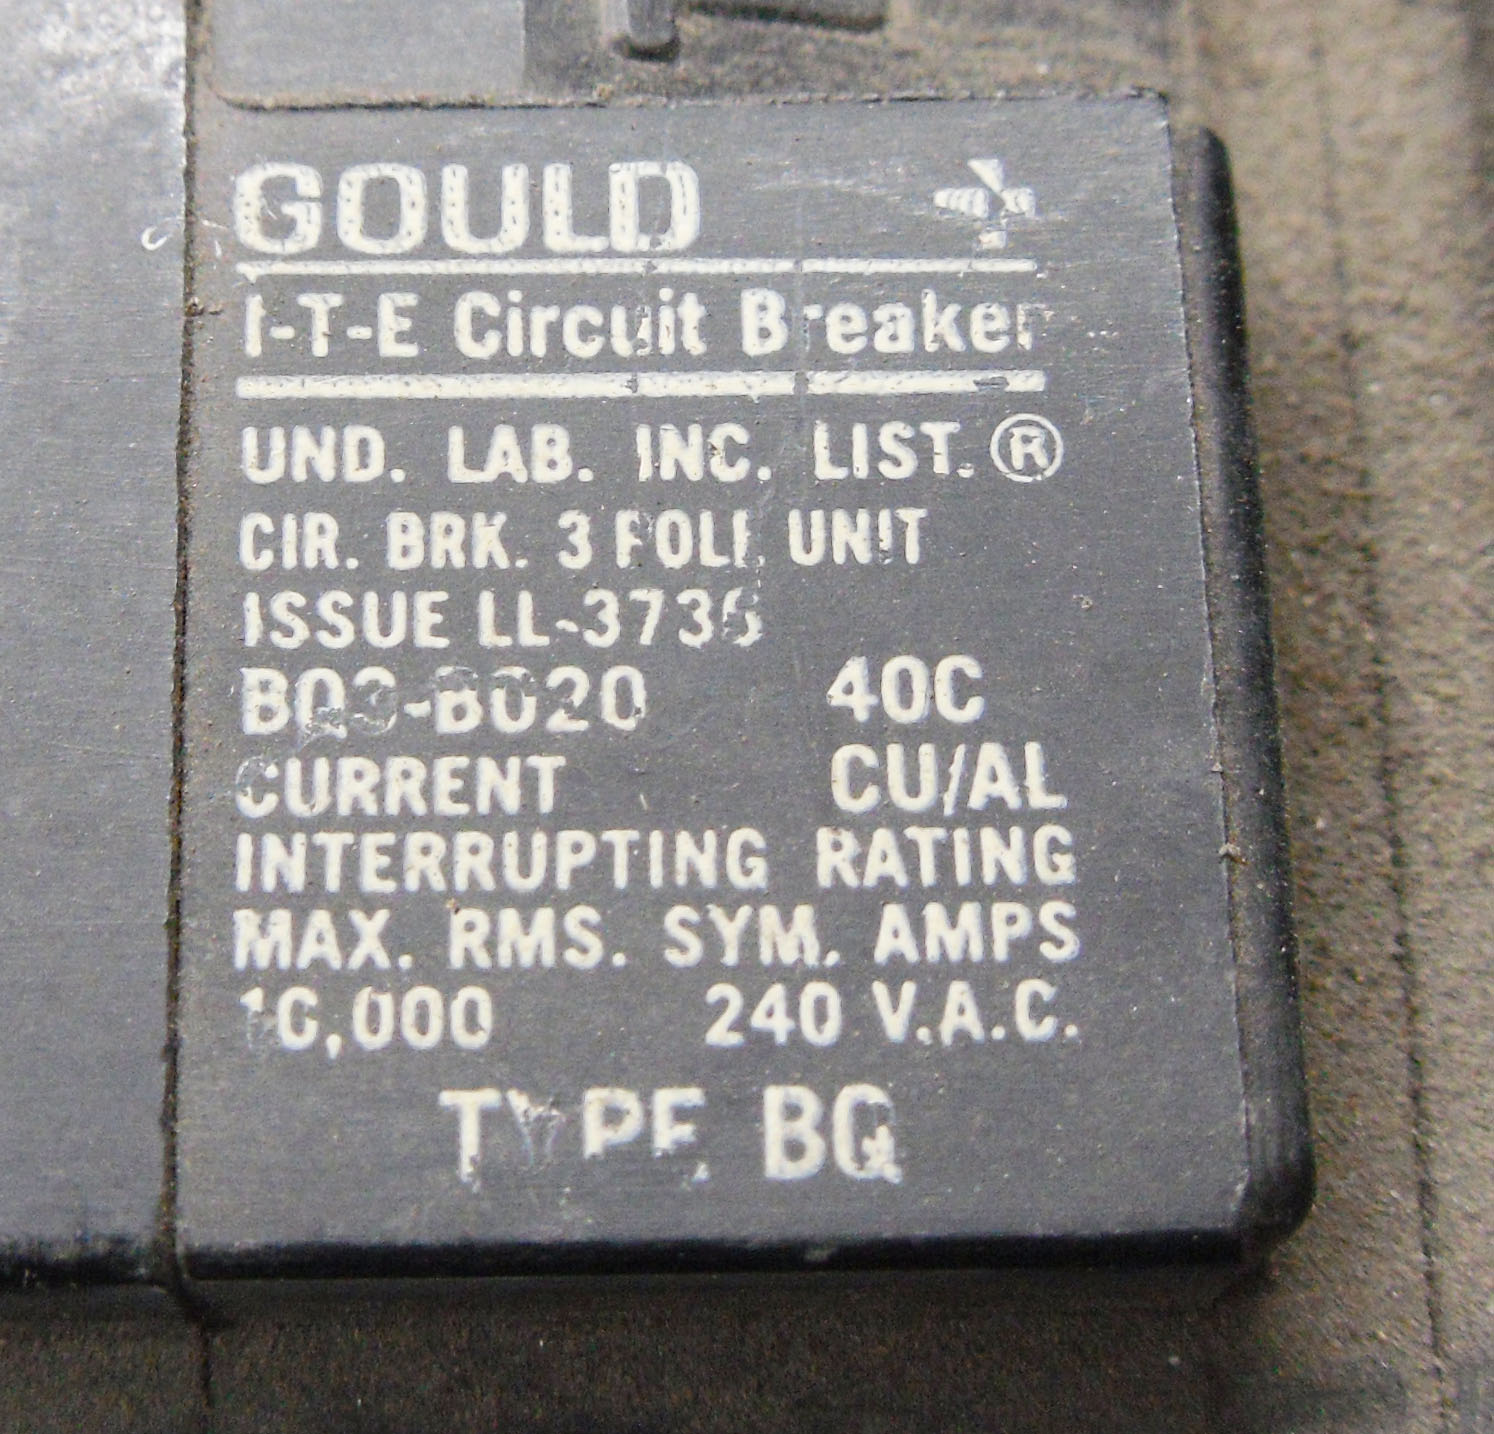 GOULD
I-T-E Circuit Breaker
UND. LAB. INC. LIST. ®
CIR. BRK. 3 POLE UNIT
ISSUE LL-3736
BQ3-B020 40C
CURRENT CU/AL
INTERRUPTING RATING
MAX. RMS. SYM. AMPS
10,000 240 V.A.C.
TYPE BQ